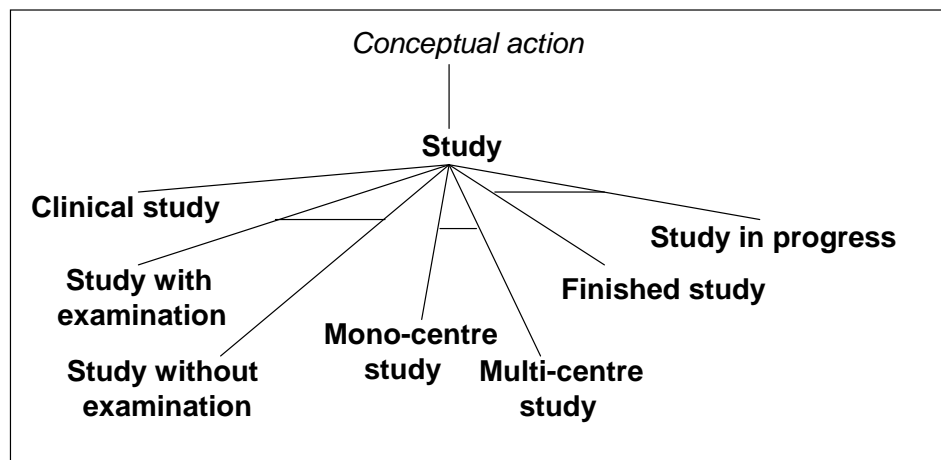 Conceptual action
Study
Clinical study
Study in progress
Study with
examination
Finished study
Mono-centre
study
Study without
examination
Multi-centre
study